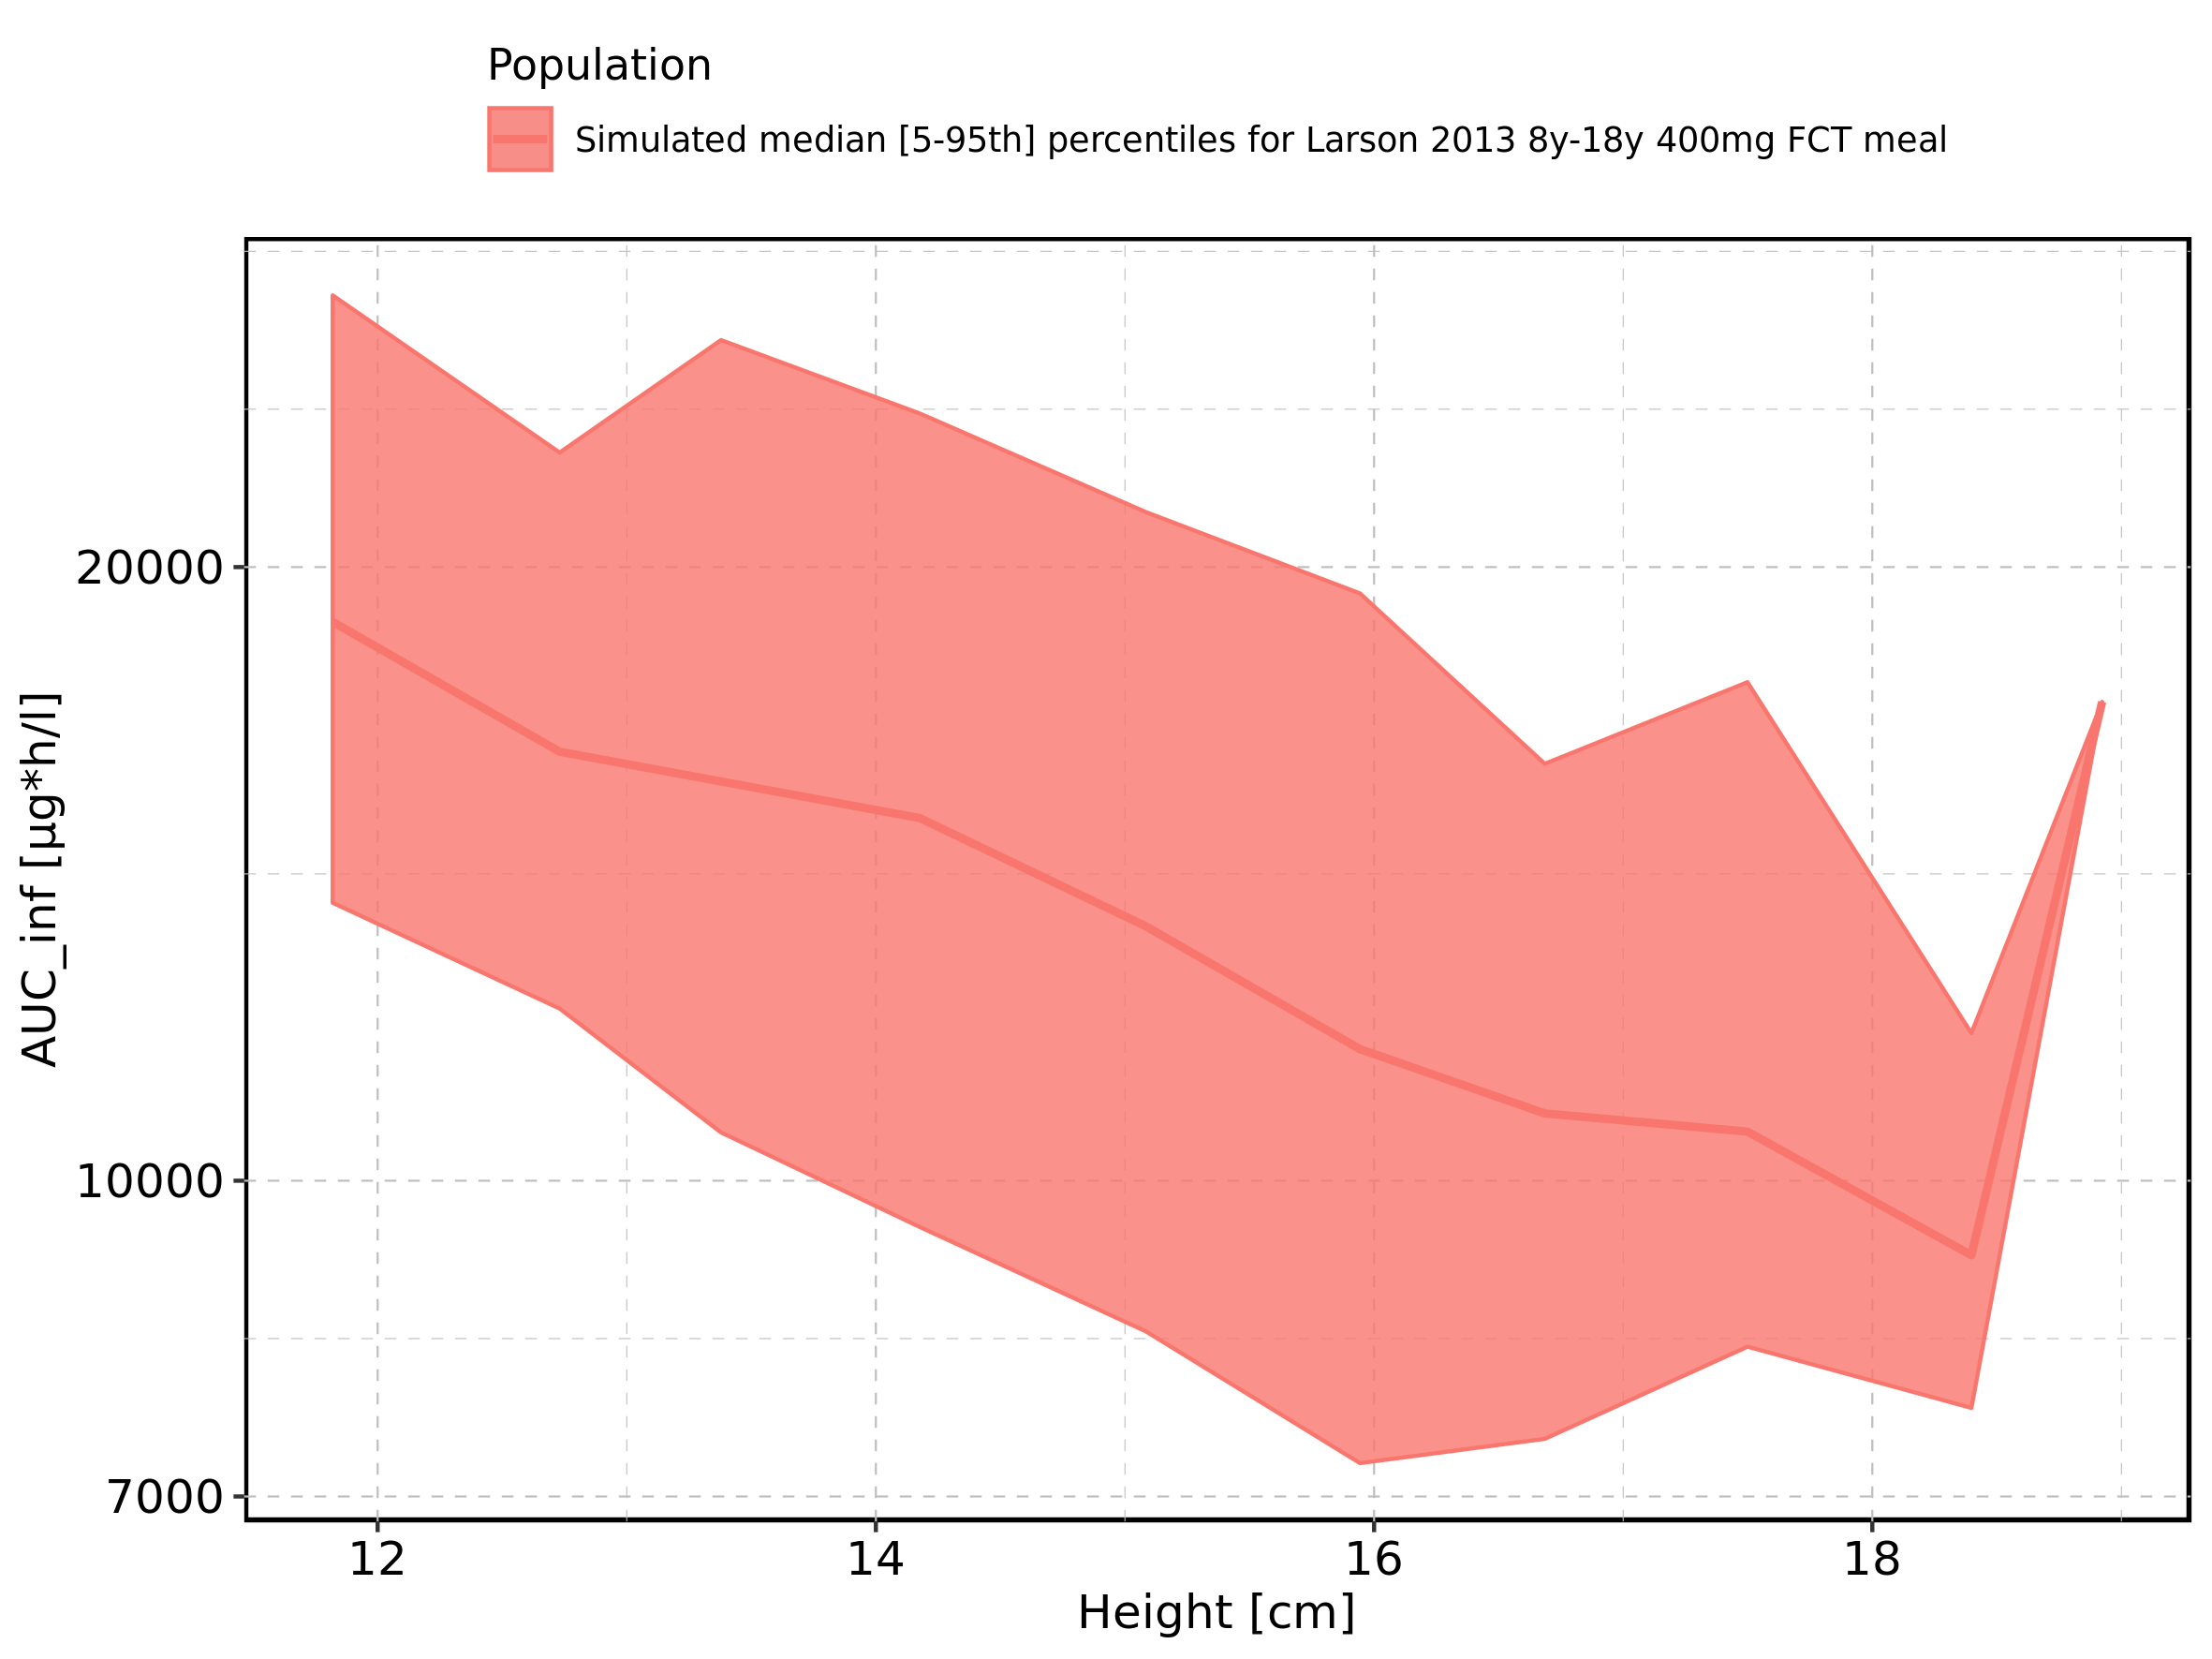 Population
Simulated median [5-95th] percentiles for Larson 2013 8y-18y 400mg FCT meal
20000
10000
7000
AUC_inf [µg*h/l]
12 14 16 18
Height [cm]